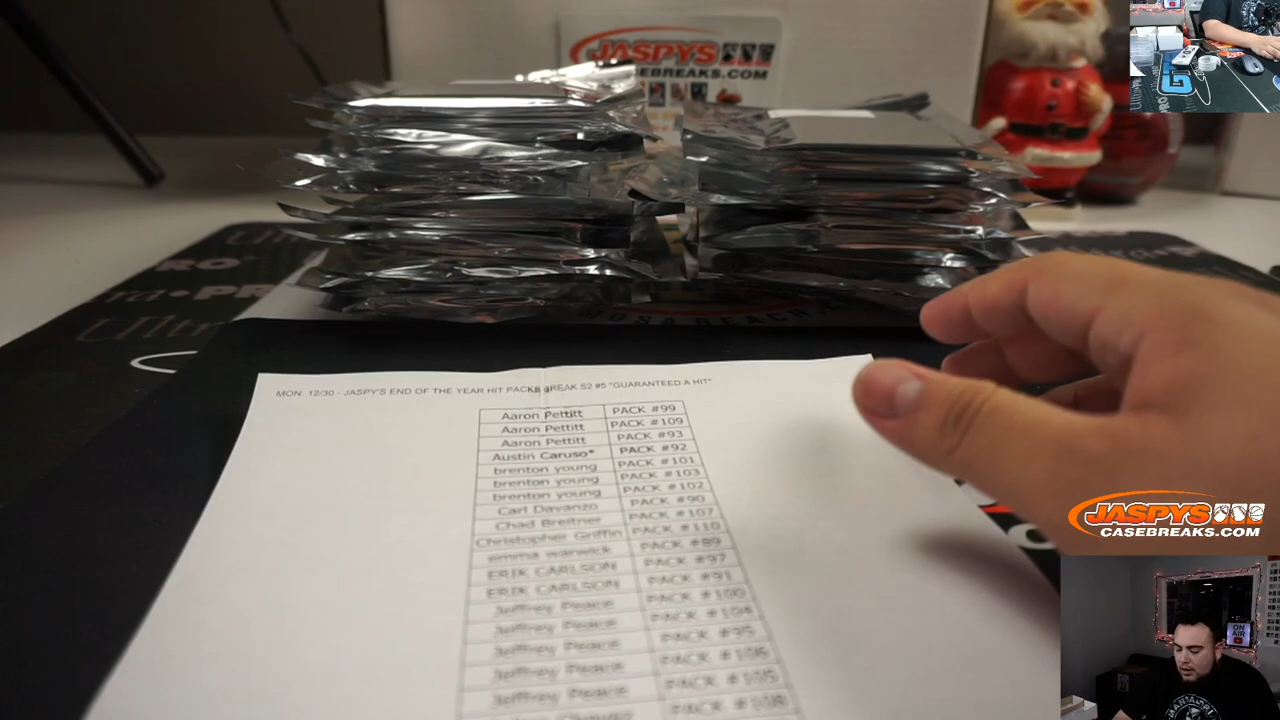 JASPYS
CASEBREAKS.COM
MON. 12/30 - JASPY'S END OF THE YEAR HIT PACKS BREAK S2 #5 "GUARANTEED A HIT"
Aaron Pettitt PACK #99
Aaron Pettitt PACK #109
Aaron Pettitt PACK #93
Austin Caruso* PACK #92
brenton young PACK #101
brenton young PACK #103
brenton young PACK #102
Carl Davanzo PACK #90
Chad Breitner PACK #107
Christopher Griffin PACK #110
emma warwick PACK #89
ERIK CARLSON PACK #97
ERIK CARLSON PACK #91
Jeffrey Peace PACK #100
Jeffrey Peace PACK #104
Jeffrey Peace PACK #95
Jeffrey Peace PACK #106
Jeffrey Peace PACK #105
PACK #108
JASPYS
CASEBREAKS.COM
ON
AIR